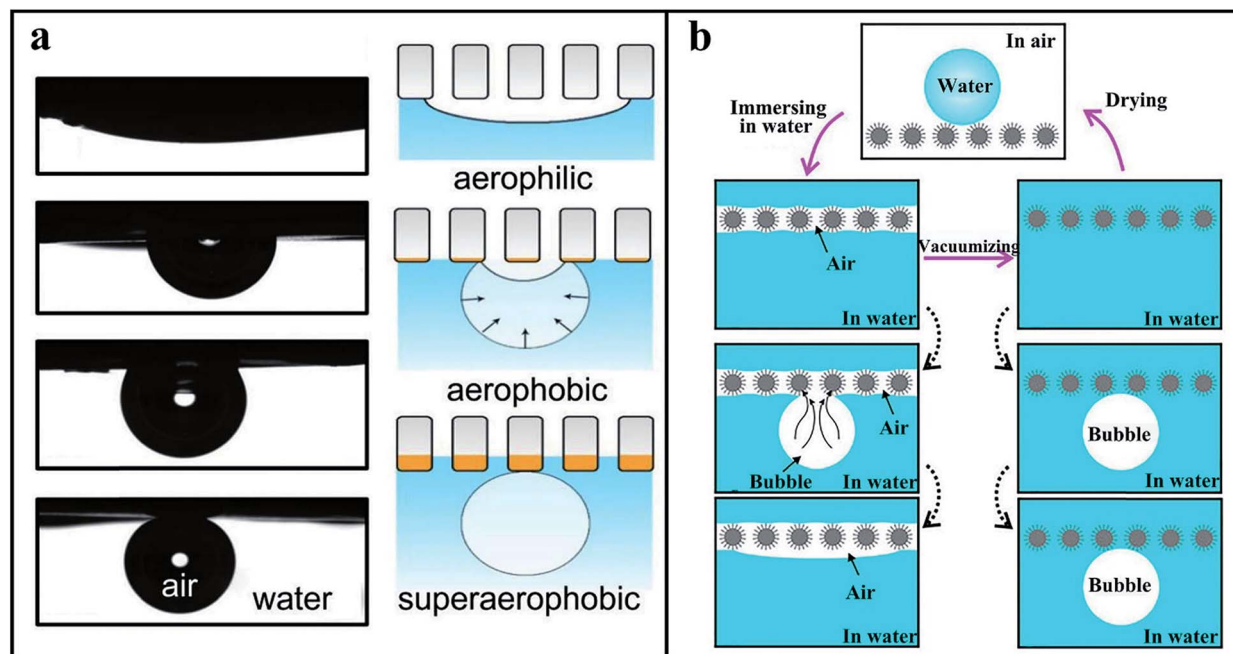 a
aerophilic
aerophobic
air
water
superaerophobic
b
In air
Water
Immersing
in water
Drying
Air
In water
Vacuumizing
In water
Air
Bubble
In water
Bubble
In water
Air
In water
Bubble
In water